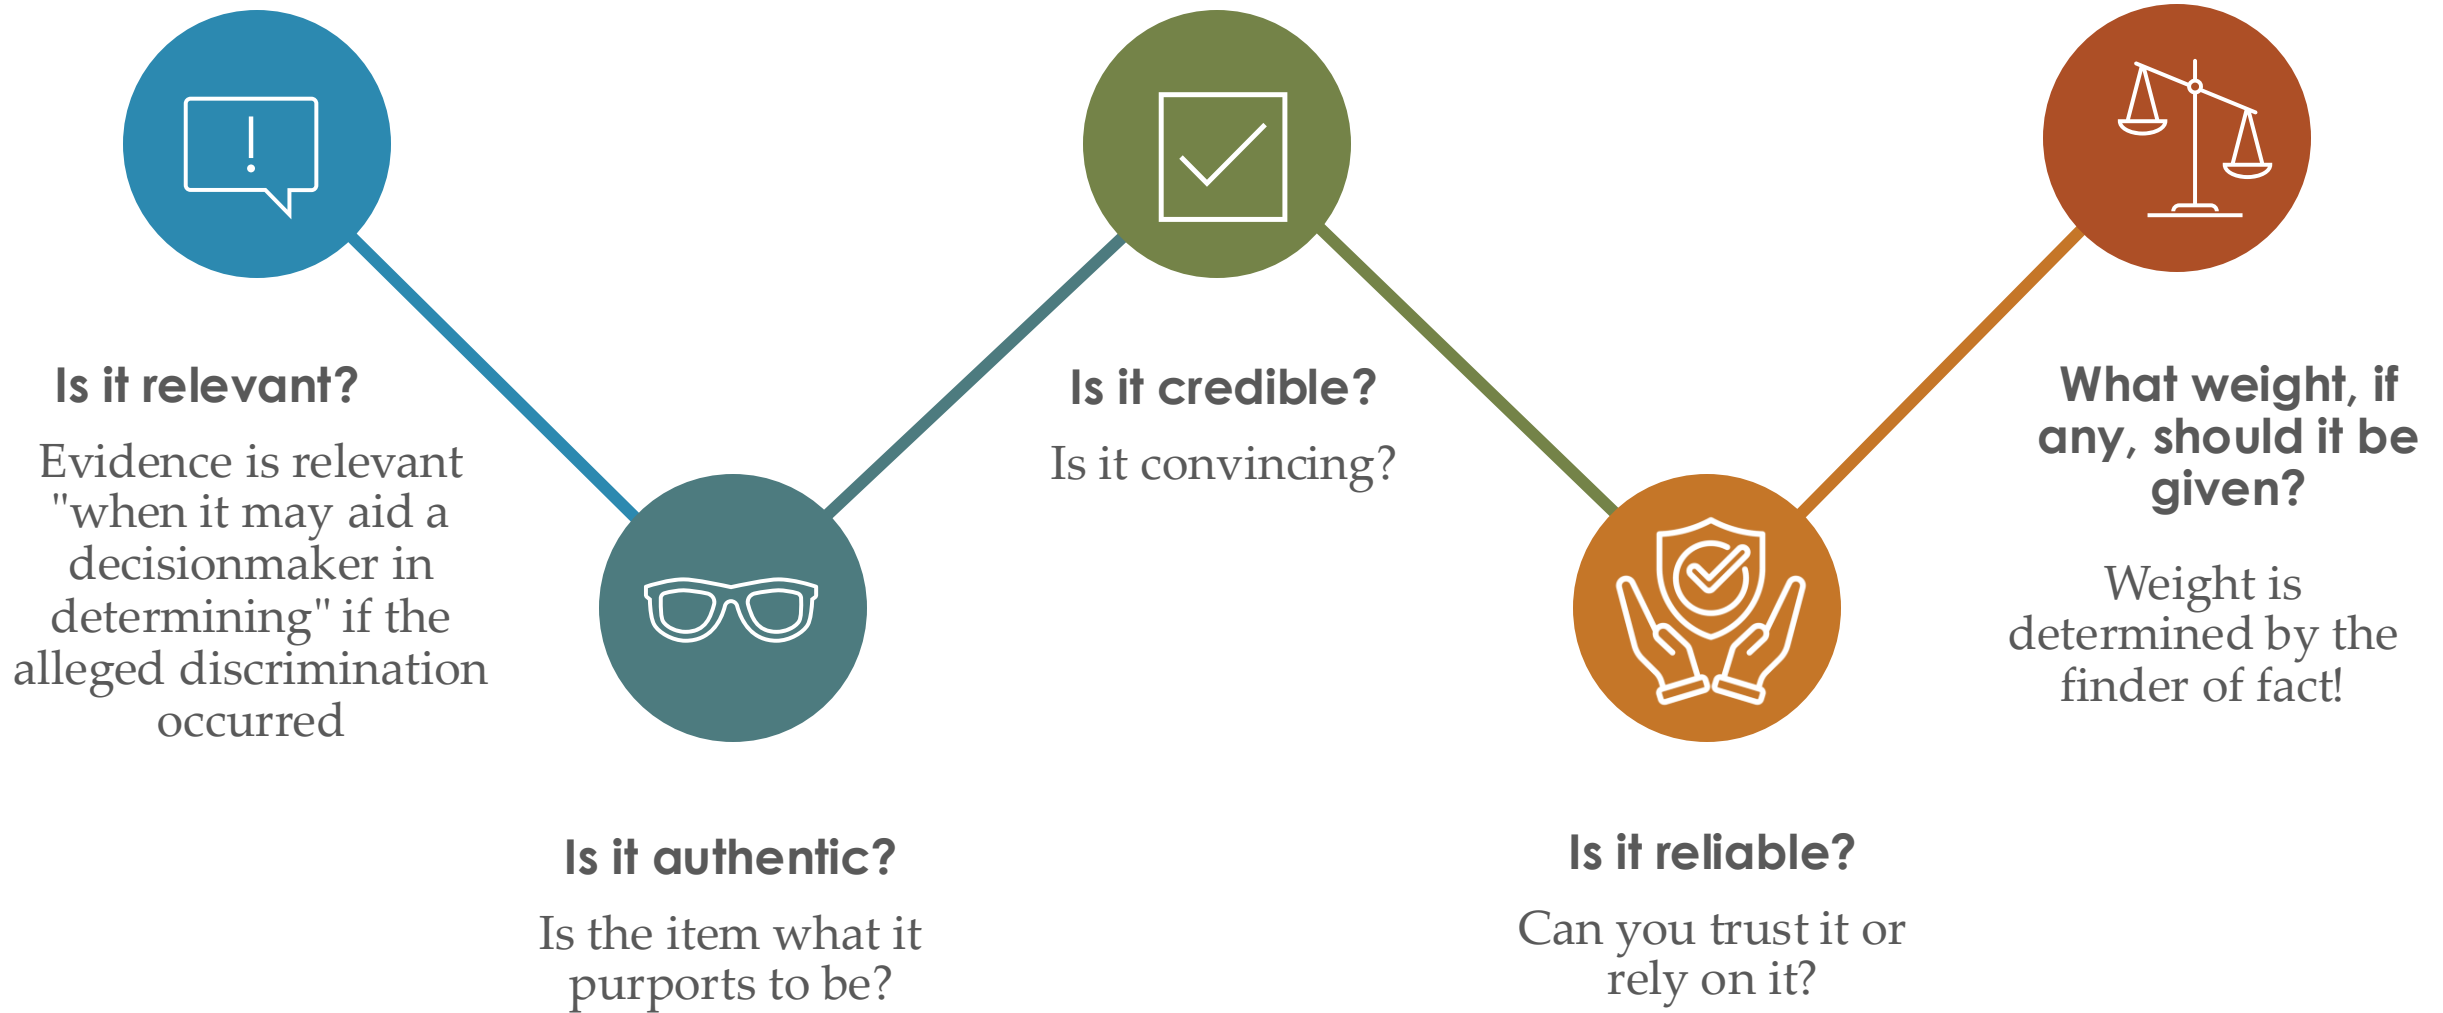 Is it relevant?
Evidence is relevant
"when it may aid a
decisionmaker in
determining" if the
alleged discrimination
occurred
Is it authentic?
Is the item what it
purports to be?
Is it credible?
Is it convincing?
Is it reliable?
Can you trust it or
rely on it?
What weight, if
any, should it be
given?
Weight is
determined by the
finder of fact!